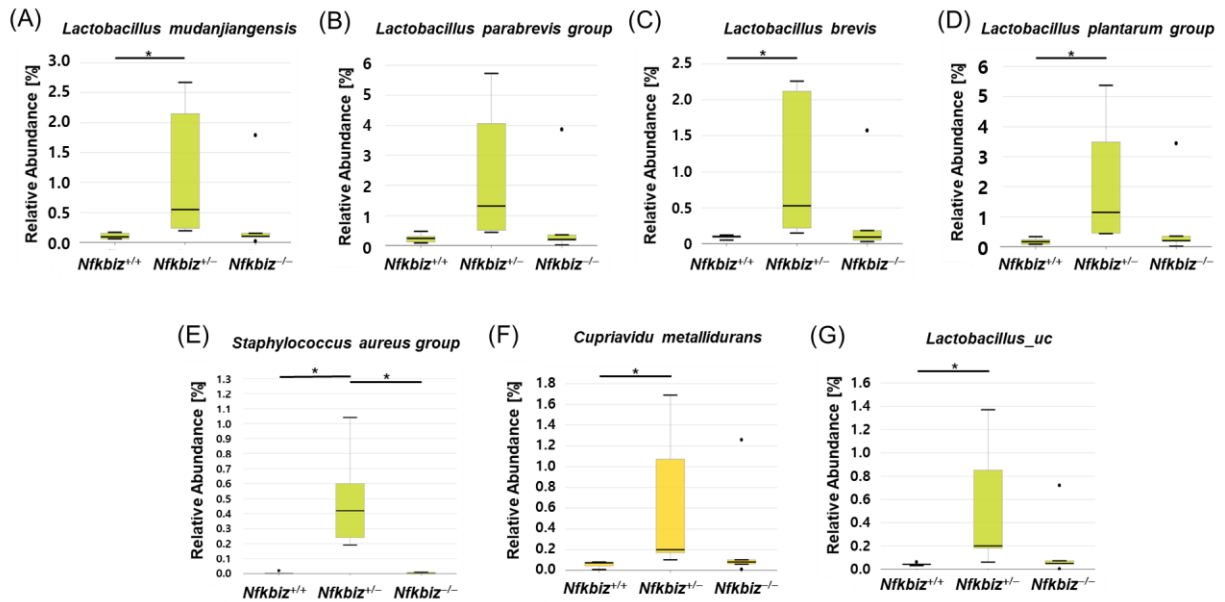 (A)
Lactobacillus mudanjiangensis
Relative Abundance [%]
3.0
2.5
2.0
1.5
1.0
0.5
0.0
*
Nfkbiz+/+ Nfkbiz+/− Nfkbiz−/−
(B)
Lactobacillus parabrevis group
Relative Abundance [%]
6
5
4
3
2
1
0
Nfkbiz+/+ Nfkbiz+/− Nfkbiz−/−
(C)
Lactobacillus brevis
Relative Abundance [%]
2.5
2.0
1.5
1.0
0.5
0
*
Nfkbiz+/+ Nfkbiz+/− Nfkbiz−/−
(D)
Lactobacillus plantarum group
Relative Abundance [%]
6
5
4
3
2
1
0
*
Nfkbiz+/+ Nfkbiz+/− Nfkbiz−/−
(E)
Staphylococcus aureus group
Relative Abundance [%]
1.3
1.2
1.1
1.0
0.9
0.8
0.7
0.6
0.5
0.4
0.3
0.2
0.1
0.0
* *
Nfkbiz+/+ Nfkbiz+/− Nfkbiz−/−
(F)
Cupriavidu metallidurans
Relative Abundance [%]
1.8
1.6
1.4
1.2
1.0
0.8
0.6
0.4
0.2
0.0
*
Nfkbiz+/+ Nfkbiz+/− Nfkbiz−/−
(G)
Lactobacillus_uc
Relative Abundance [%]
1.6
1.4
1.2
1.0
0.8
0.6
0.4
0.2
0.0
*
Nfkbiz+/+ Nfkbiz+/− Nfkbiz−/−